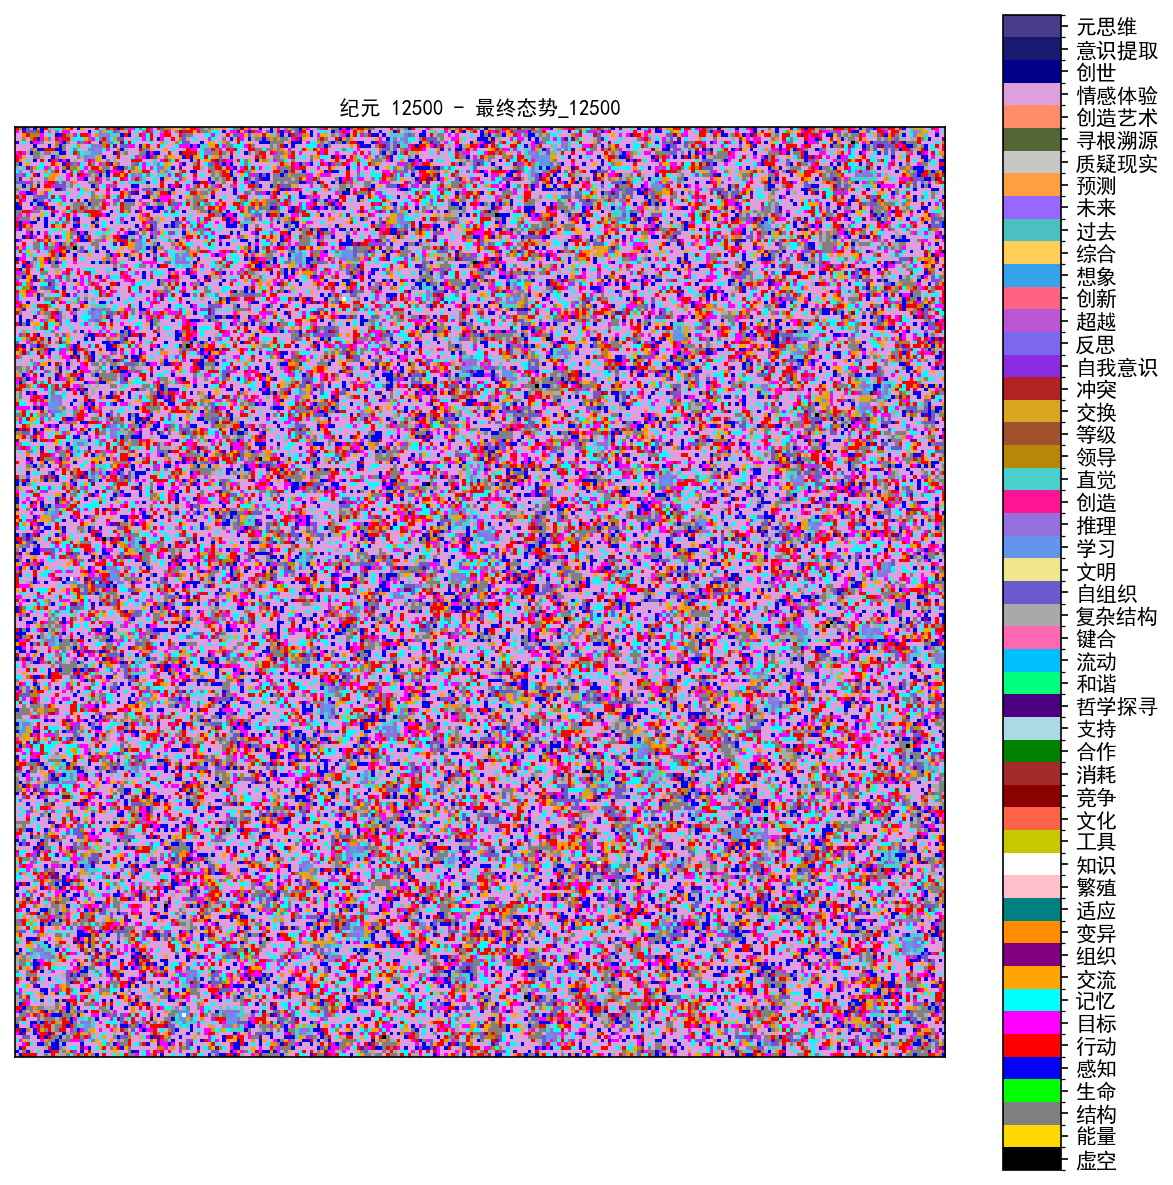 纪元 12500 - 最终态势_12500
元思维
意识提取
创世
情感体验
创造艺术
寻根溯源
质疑现实
预测
未来
过去
综合
想象
创新
超越
反思
自我意识
冲突
交换
等级
领导
直觉
创造
推理
学习
文明
自组织
复杂结构
键合
流动
和谐
哲学探寻
支持
合作
消耗
竞争
文化
工具
知识
繁殖
适应
变异
组织
交流
记忆
目标
行动
感知
生命
结构
能量
虚空